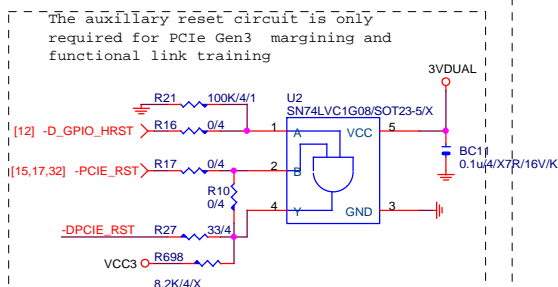 The auxillary reset circuit is only
required for PCIe Gen3 margining and
functional link training
3VDUAL
R21 100K/4/1
U2
SN74LVC1G08/SOT23-5/X
[12] -D_GPIO_HRST R16 0/4 1 A VCC 5
BC11
0.1u/4/X7R/16V/K
[15,17,32] -PCIE_RST R17 0/4 2 B
R10
0/4
-DPCIE_RST R27 33/4 4 Y GND 3
VCC3 R698
8.2K/4/X